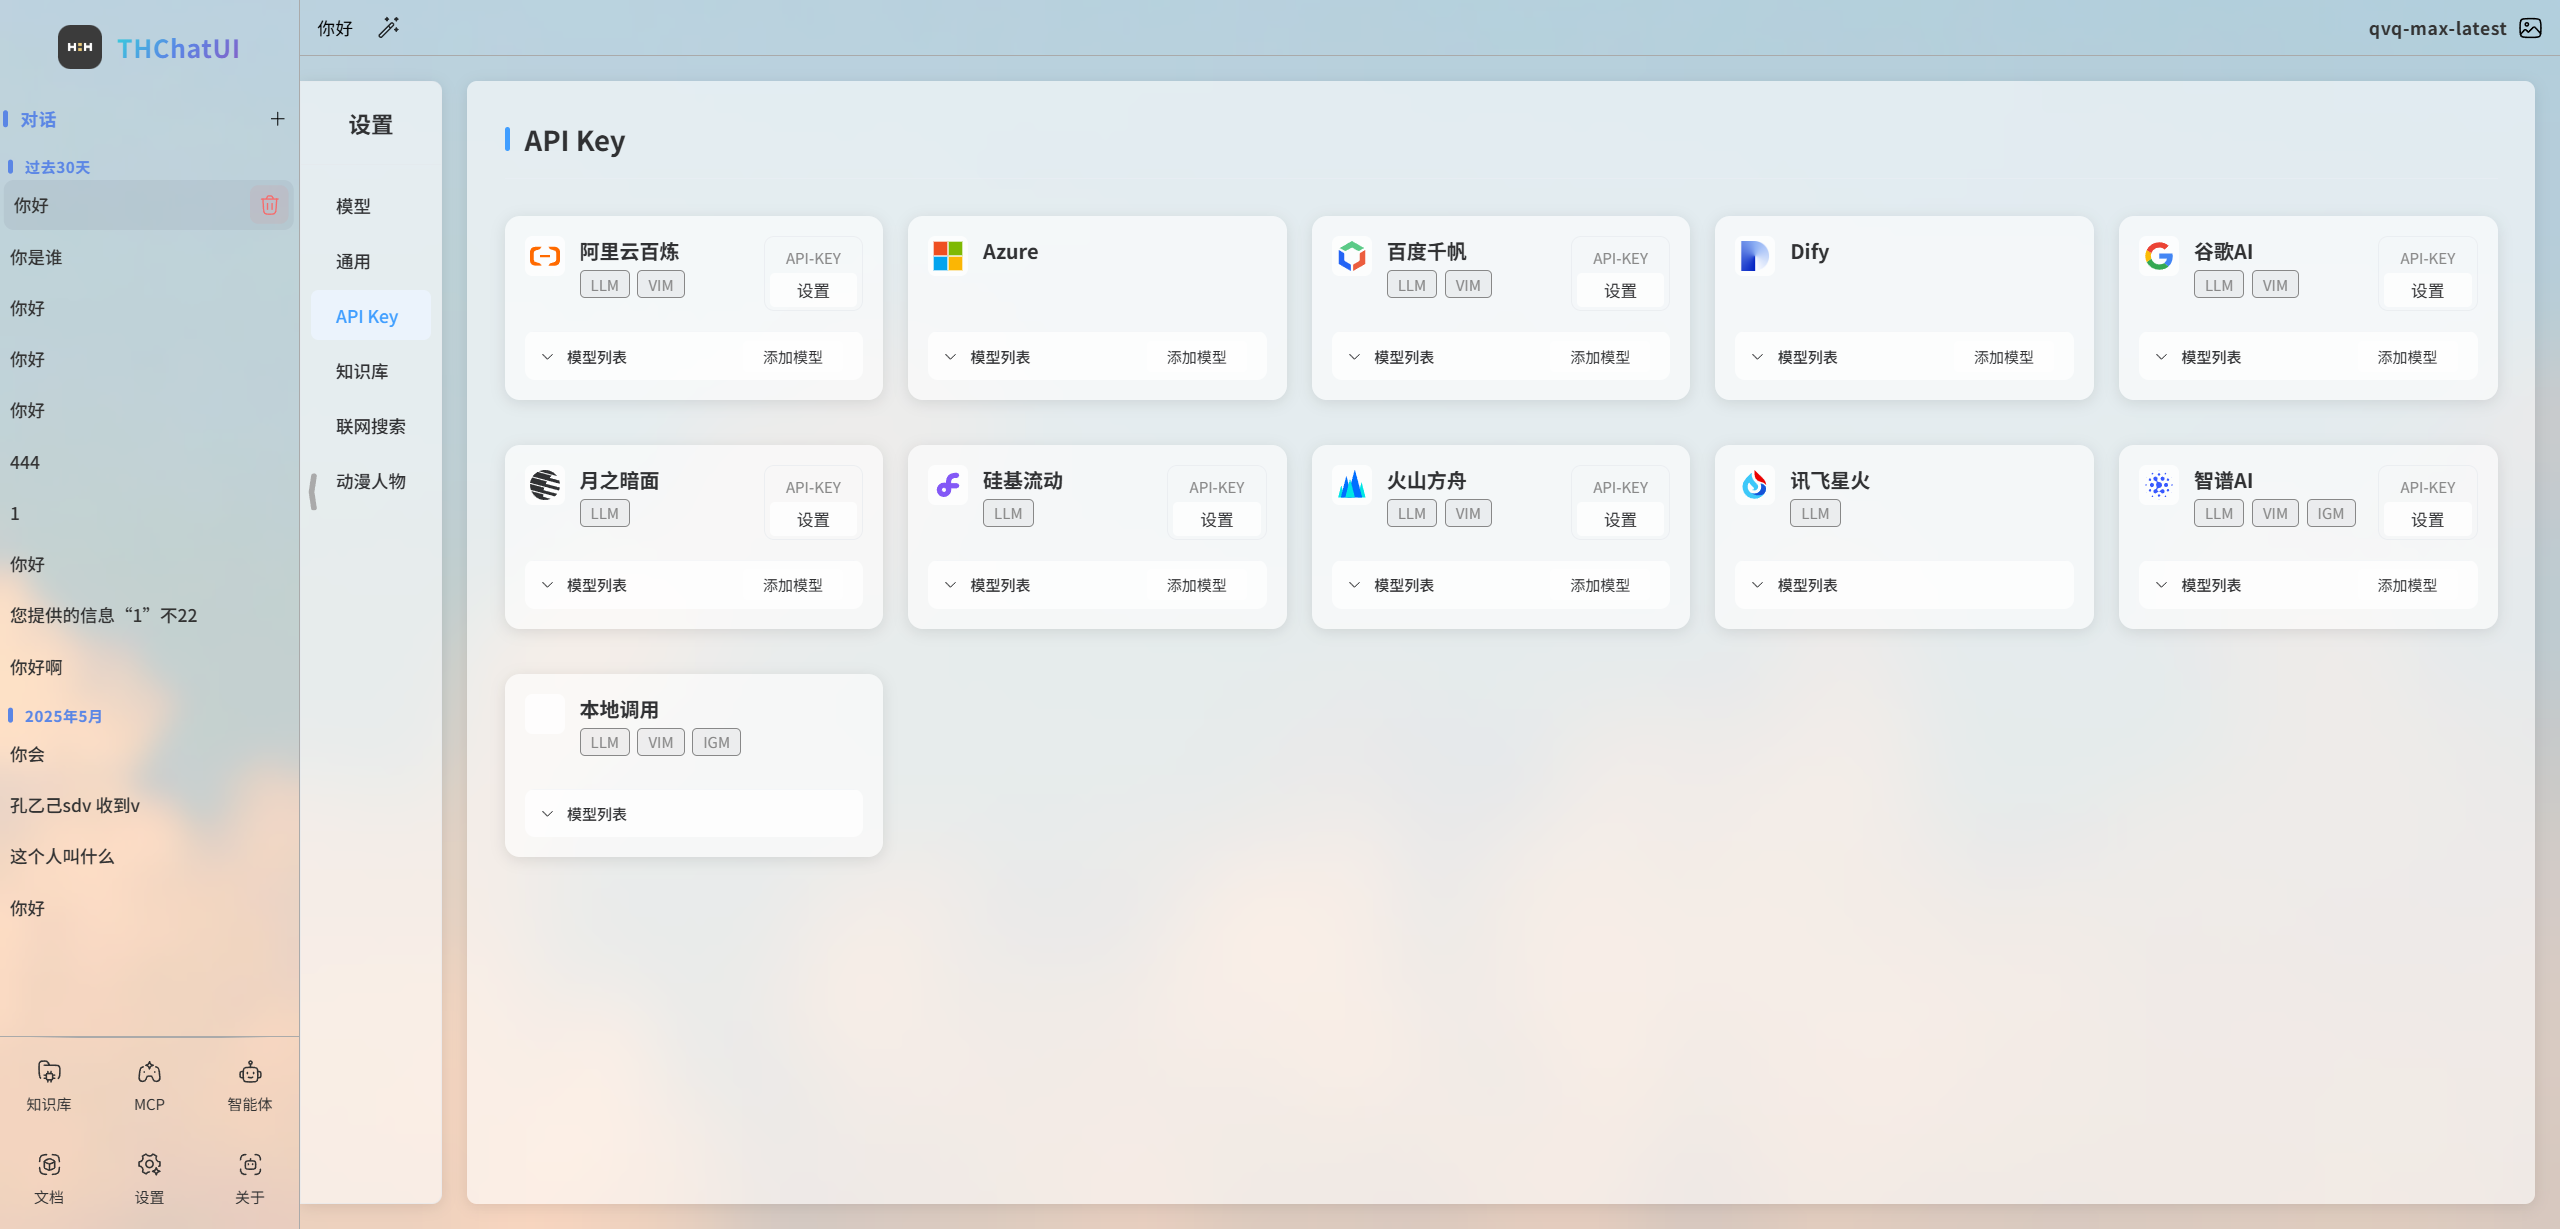 H:H THChatUI
对话
过去30天
你好
你是谁
你好
你好
你好
444
1
你好
您提供的信息“1”不22
你好啊
2025年5月
你会
孔乙己sdv 收到v
这个人叫什么
你好
知识库 MCP 智能体
文档 设置 关于
你好
qvq-max-latest
设置
模型
通用
API Key
知识库
联网搜索
动漫人物
API Key
阿里云百炼
LLM VIM
API-KEY
设置
模型列表 添加模型
Azure
模型列表 添加模型
百度千帆
LLM VIM
API-KEY
设置
模型列表 添加模型
Dify
模型列表 添加模型
谷歌AI
LLM VIM
API-KEY
设置
模型列表 添加模型
月之暗面
LLM
API-KEY
设置
模型列表 添加模型
硅基流动
LLM
API-KEY
设置
模型列表 添加模型
火山方舟
LLM VIM
API-KEY
设置
模型列表 添加模型
讯飞星火
LLM
模型列表
智谱AI
LLM VIM IGM
API-KEY
设置
模型列表 添加模型
本地调用
LLM VIM IGM
模型列表